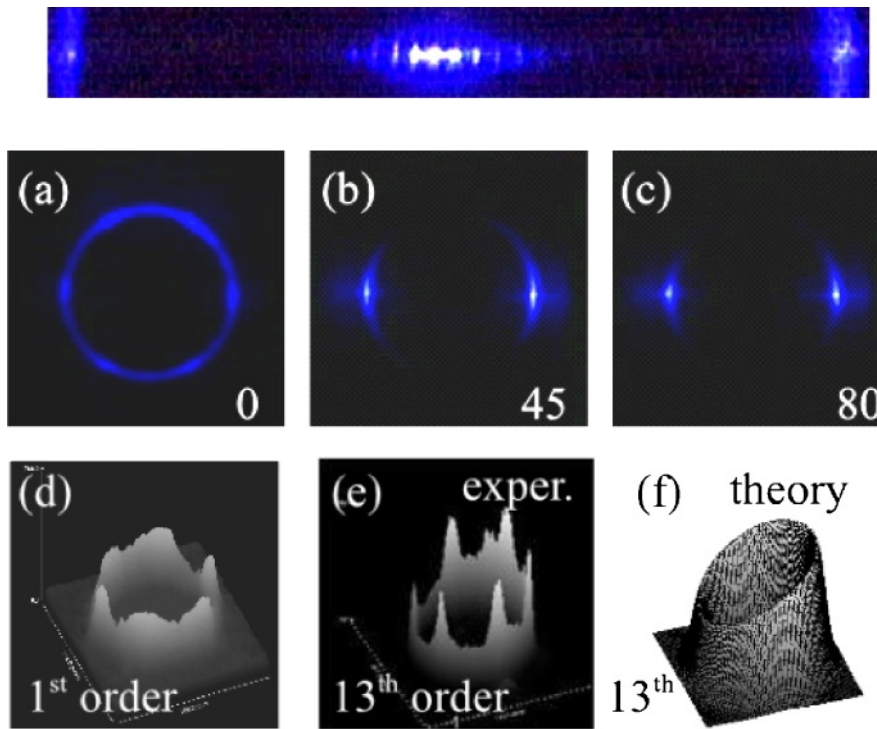 (a)
0
(b)
45
(c)
80
(d)
1st order
(e) exper.
13th order
(f) theory
13th